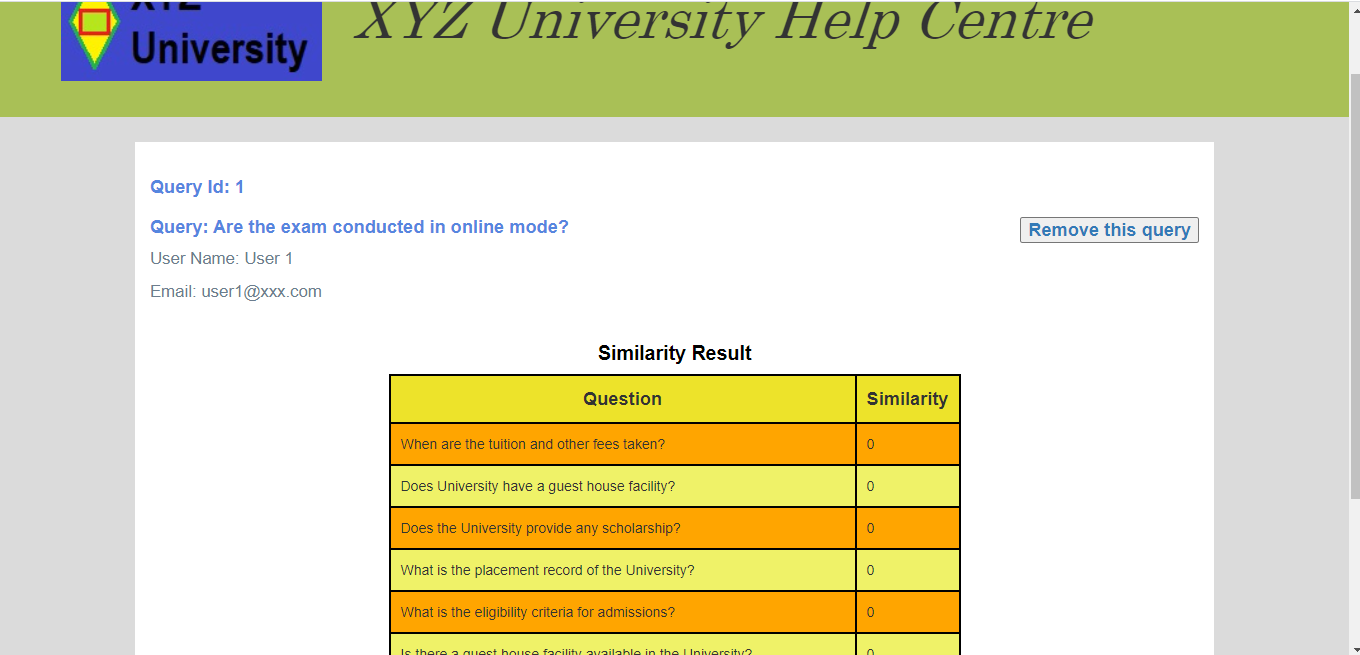 XYZ
University
XYZ University Help Centre
Query Id: 1
Query: Are the exam conducted in online mode?
Remove this query
User Name: User 1
Email: user1@xxx.com
Similarity Result
Question Similarity
When are the tuition and other fees taken? 0
Does University have a guest house facility? 0
Does the University provide any scholarship? 0
What is the placement record of the University? 0
What is the eligibility criteria for admissions? 0
Is there a guest house facility available in the University? 0